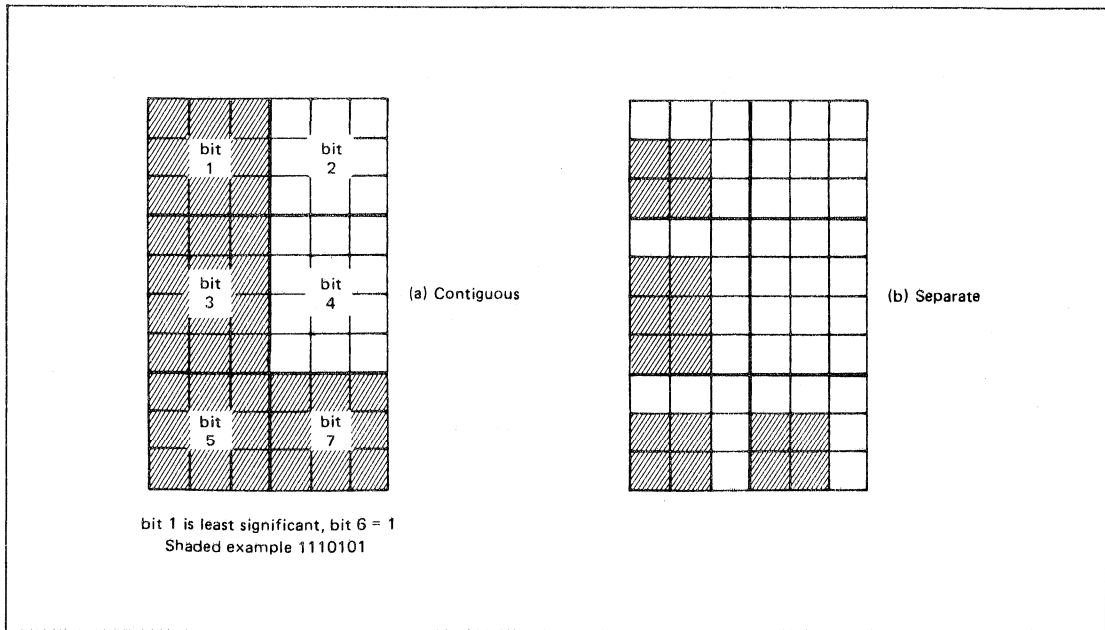 bit
1
bit
2
bit
3
bit
4
(a) Contiguous
(b) Separate
bit
5
bit
7
bit 1 is least significant, bit 6 = 1
Shaded example 1110101